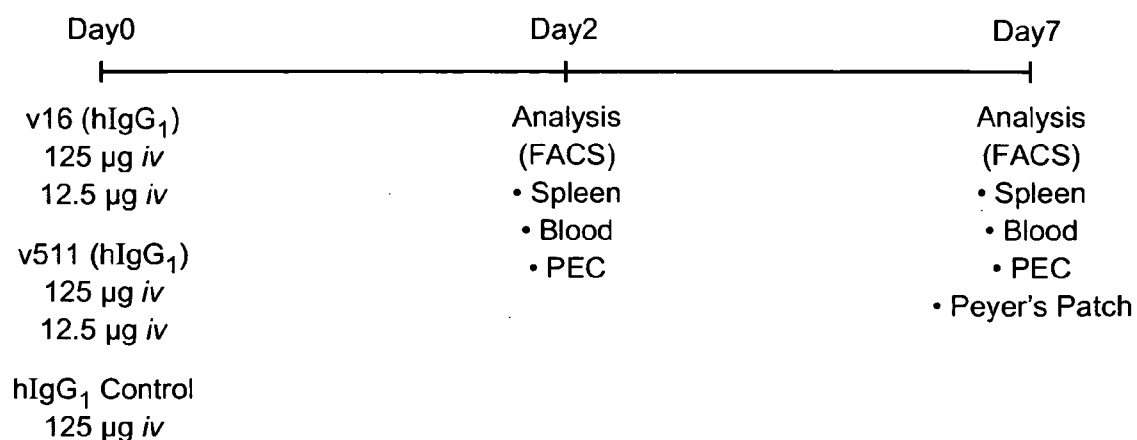 Day0
Day2
Day7
v16 (hIgG₁)
125 µg iv
12.5 µg iv
v511 (hIgG₁)
125 µg iv
12.5 µg iv
hIgG₁ Control
125 µg iv
Analysis
(FACS)
• Spleen
• Blood
• PEC
Analysis
(FACS)
• Spleen
• Blood
• PEC
• Peyer's Patch